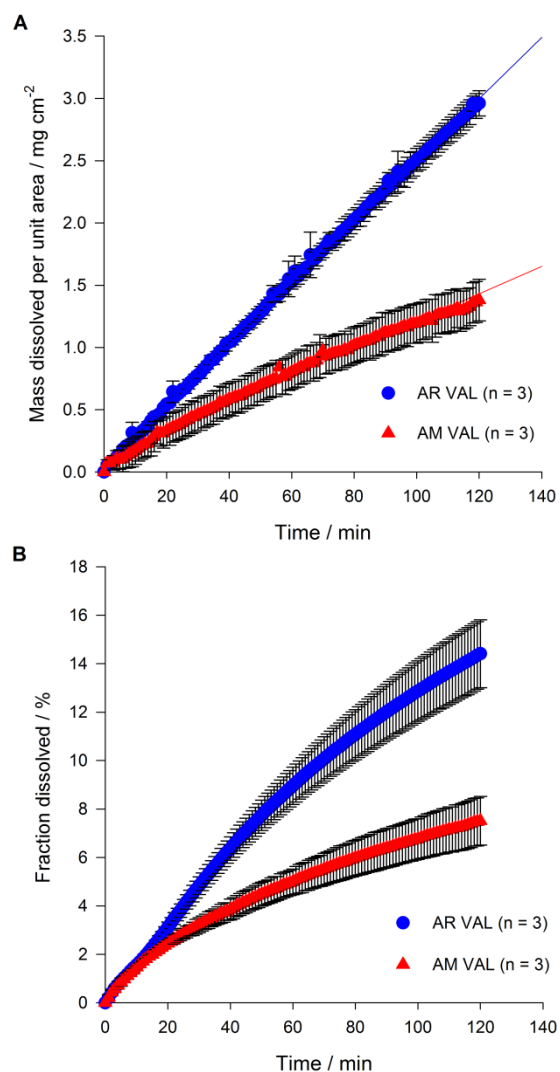 A
Mass dissolved per unit area / mg cm⁻²
3.5
3.0
2.5
2.0
1.5
1.0
0.5
0.0
AR VAL (n = 3)
AM VAL (n = 3)
0 20 40 60 80 100 120 140
Time / min
B
Fraction dissolved / %
18
16
14
12
10
8
6
4
2
0
AR VAL (n = 3)
AM VAL (n = 3)
0 20 40 60 80 100 120 140
Time / min